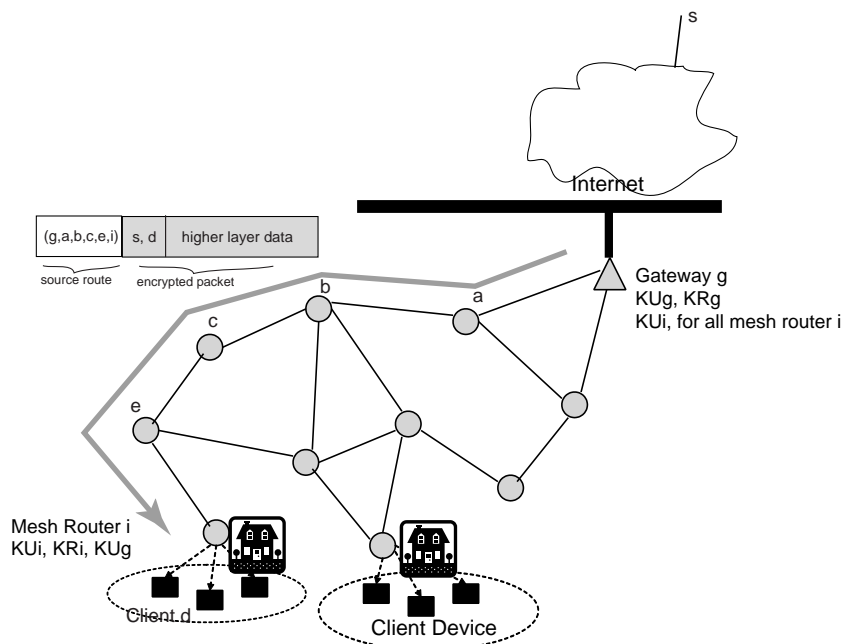 s
Internet
(g,a,b,c,e,i) s, d higher layer data
source route encrypted packet
Gateway g
KUg, KRg
KUi, for all mesh router i
b
a
c
e
Mesh Router i
KUi, KRi, KUg
Client d
Client Device